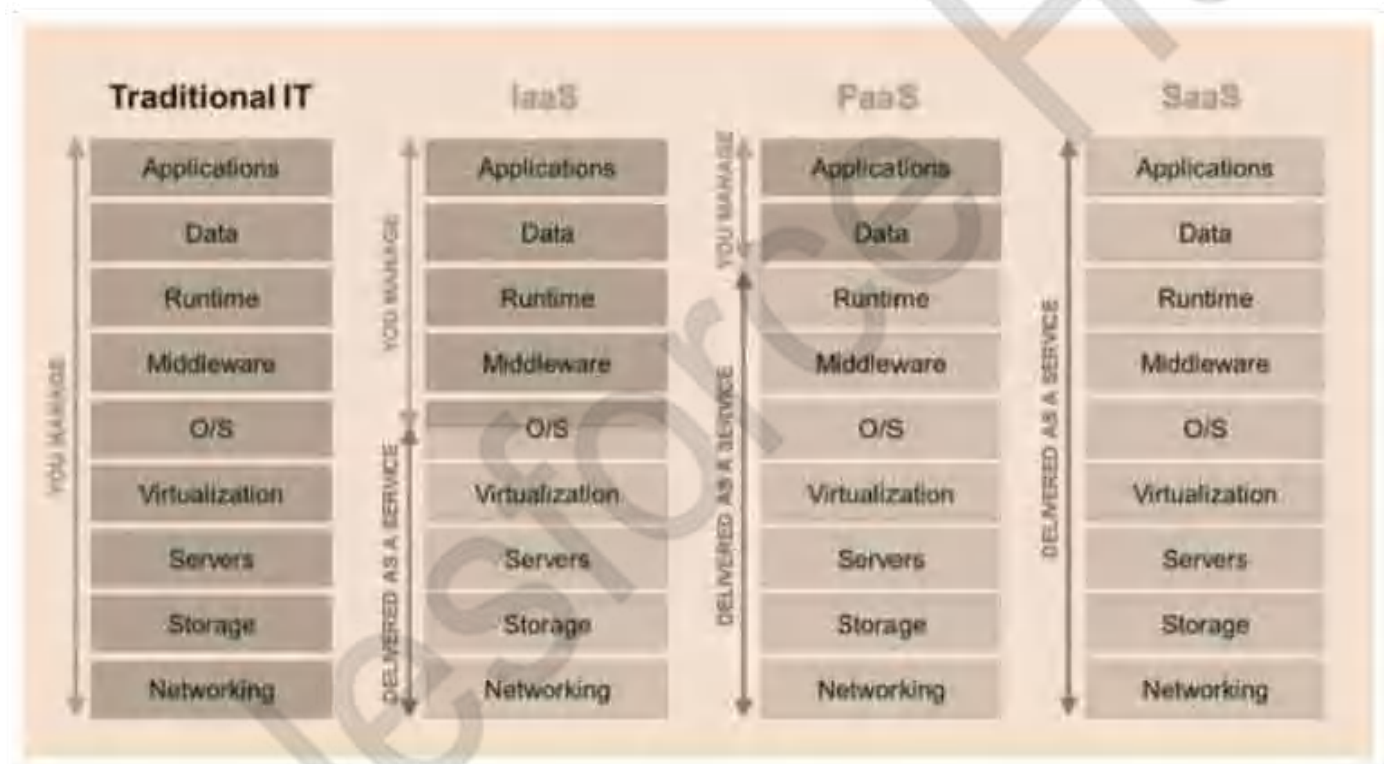 Traditional IT
IaaS
PaaS
SaaS
YOU MANAGE
Applications
Data
Runtime
Middleware
O/S
Virtualization
Servers
Storage
Networking
YOU MANAGE
DELIVERED AS A SERVICE
Applications
Data
Runtime
Middleware
O/S
Virtualization
Servers
Storage
Networking
YOU MANAGE
DELIVERED AS A SERVICE
Applications
Data
Runtime
Middleware
O/S
Virtualization
Servers
Storage
Networking
DELIVERED AS A SERVICE
Applications
Data
Runtime
Middleware
O/S
Virtualization
Servers
Storage
Networking
lesforce H